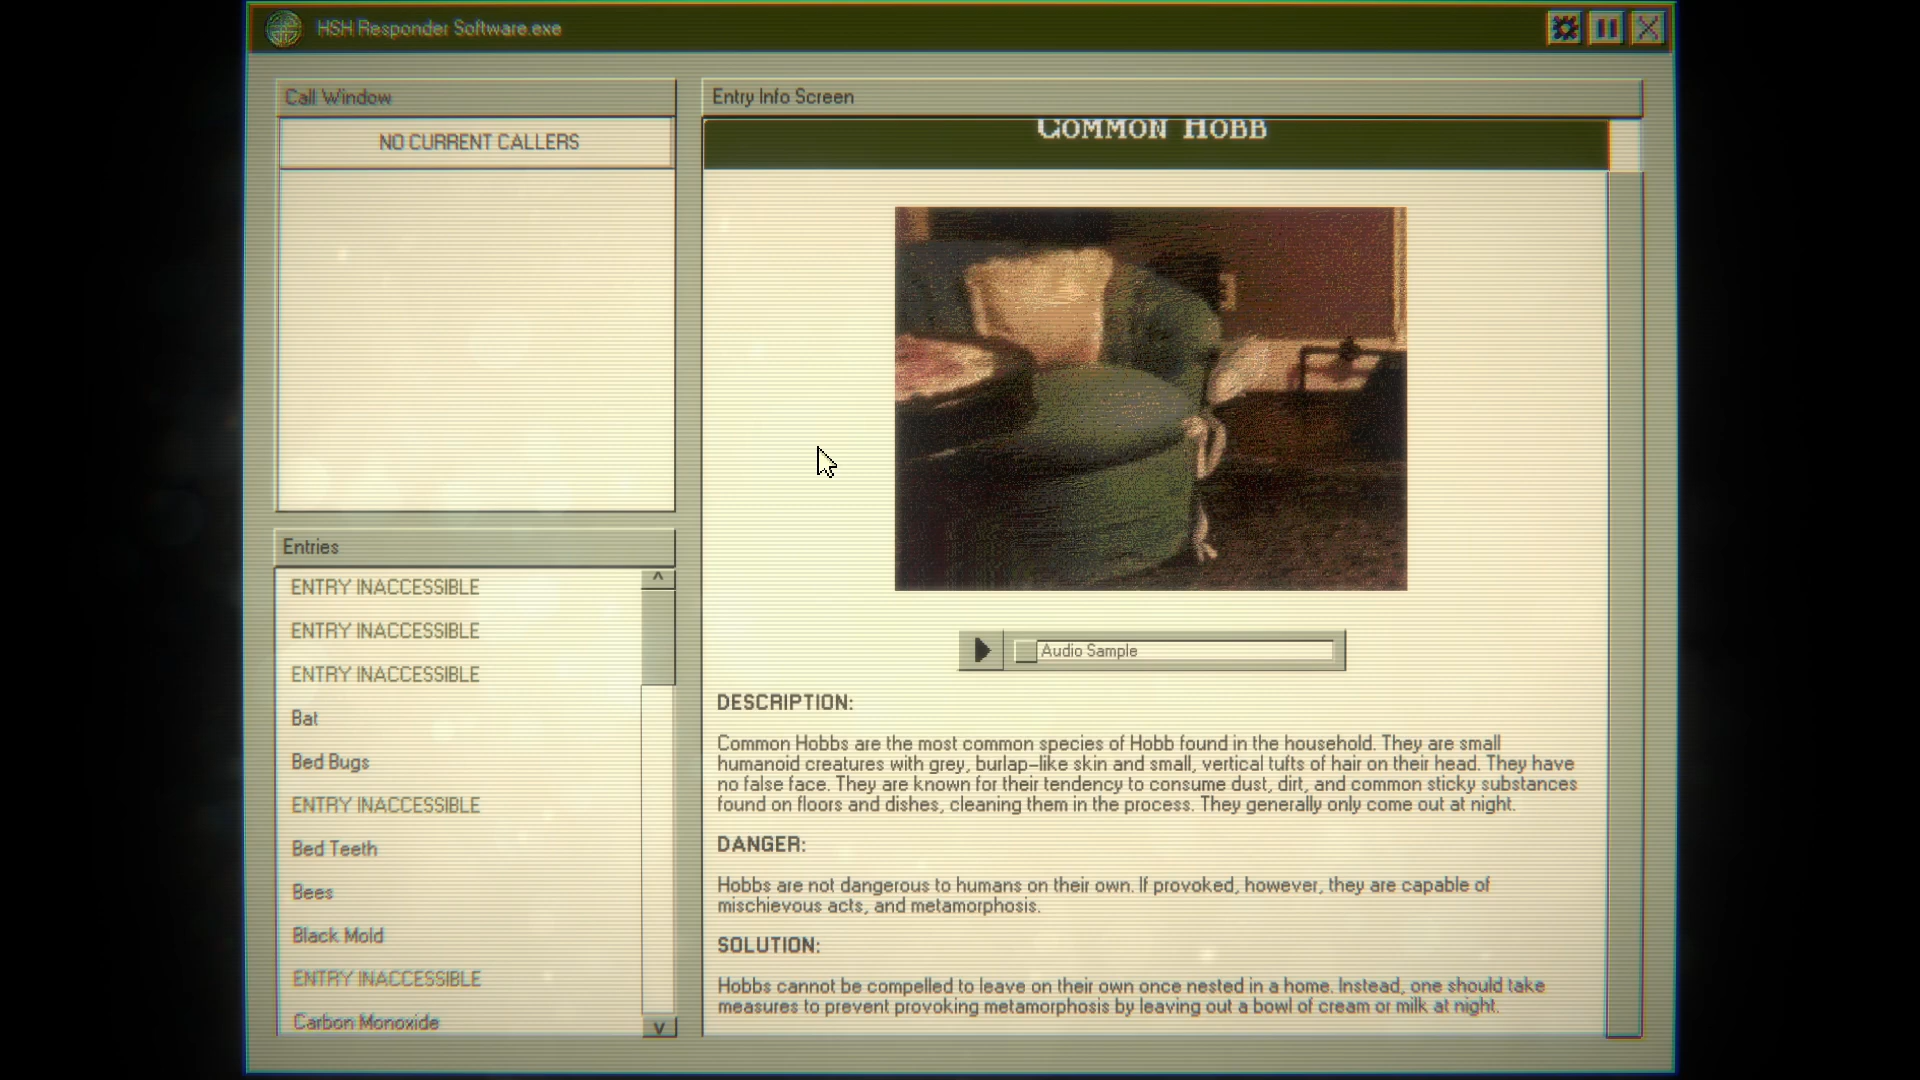 HSH Responder Software.exe
Call Window
NO CURRENT CALLERS
Entries
ENTRY INACCESSIBLE
ENTRY INACCESSIBLE
ENTRY INACCESSIBLE
Bat
Bed Bugs
ENTRY INACCESSIBLE
Bed Teeth
Bees
Black Mold
ENTRY INACCESSIBLE
Carbon Monoxide
Entry Info Screen
COMMON HOBB
Audio Sample
DESCRIPTION:
Common Hobbs are the most common species of Hobb found in the household. They are small
humanoid creatures with grey, burlap-like skin and small, vertical tufts of hair on their head. They have
no false face. They are known for their tendency to consume dust, dirt, and common sticky substances
found on floors and dishes, cleaning them in the process. They generally only come out at night.
DANGER:
Hobbs are not dangerous to humans on their own. If provoked, however, they are capable of
mischievous acts, and metamorphosis.
SOLUTION:
Hobbs cannot be compelled to leave on their own once nested in a home. Instead, one should take
measures to prevent provoking metamorphosis by leaving out a bowl of cream or milk at night.